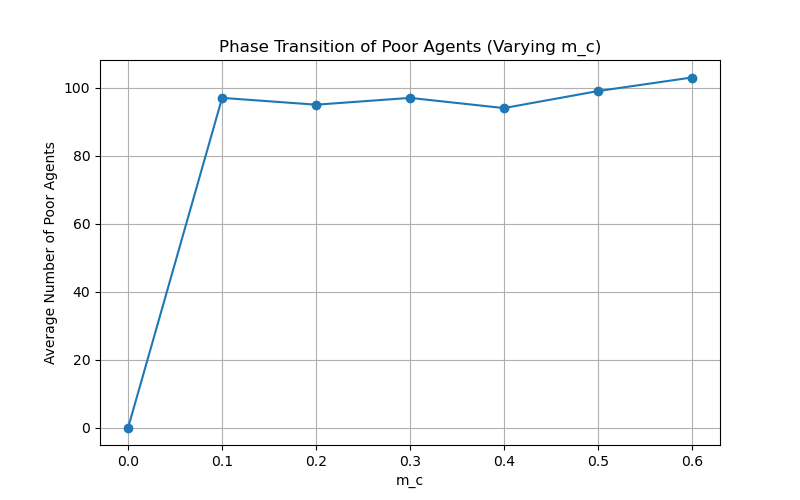 Phase Transition of Poor Agents (Varying m_c)
Average Number of Poor Agents
100
80
60
40
20
0
0.0 0.1 0.2 0.3 0.4 0.5 0.6
m_c